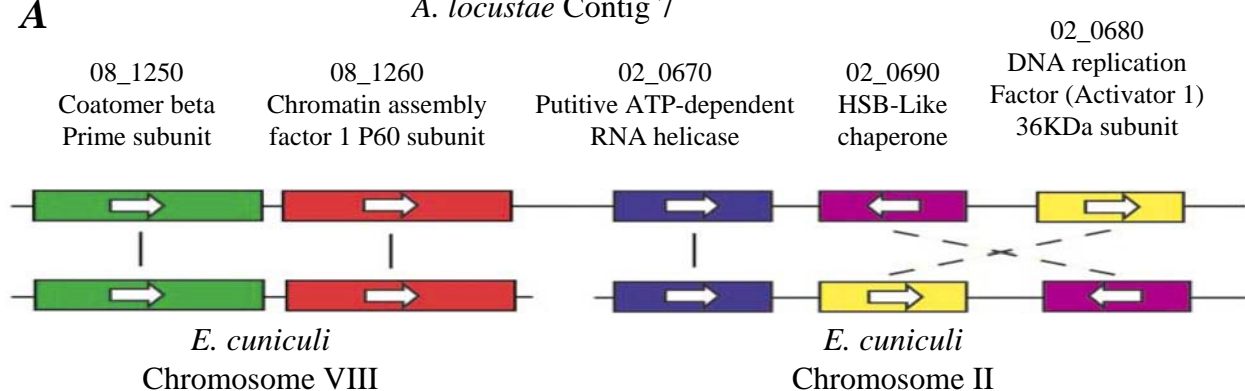 A
A. locustae Contig 7
08_1250
Coatomer beta
Prime subunit
08_1260
Chromatin assembly
factor 1 P60 subunit
02_0670
Putitive ATP-dependent
RNA helicase
02_0690
HSB-Like
chaperone
02_0680
DNA replication
Factor (Activator 1)
36KDa subunit
E. cuniculi
Chromosome VIII
E. cuniculi
Chromosome II